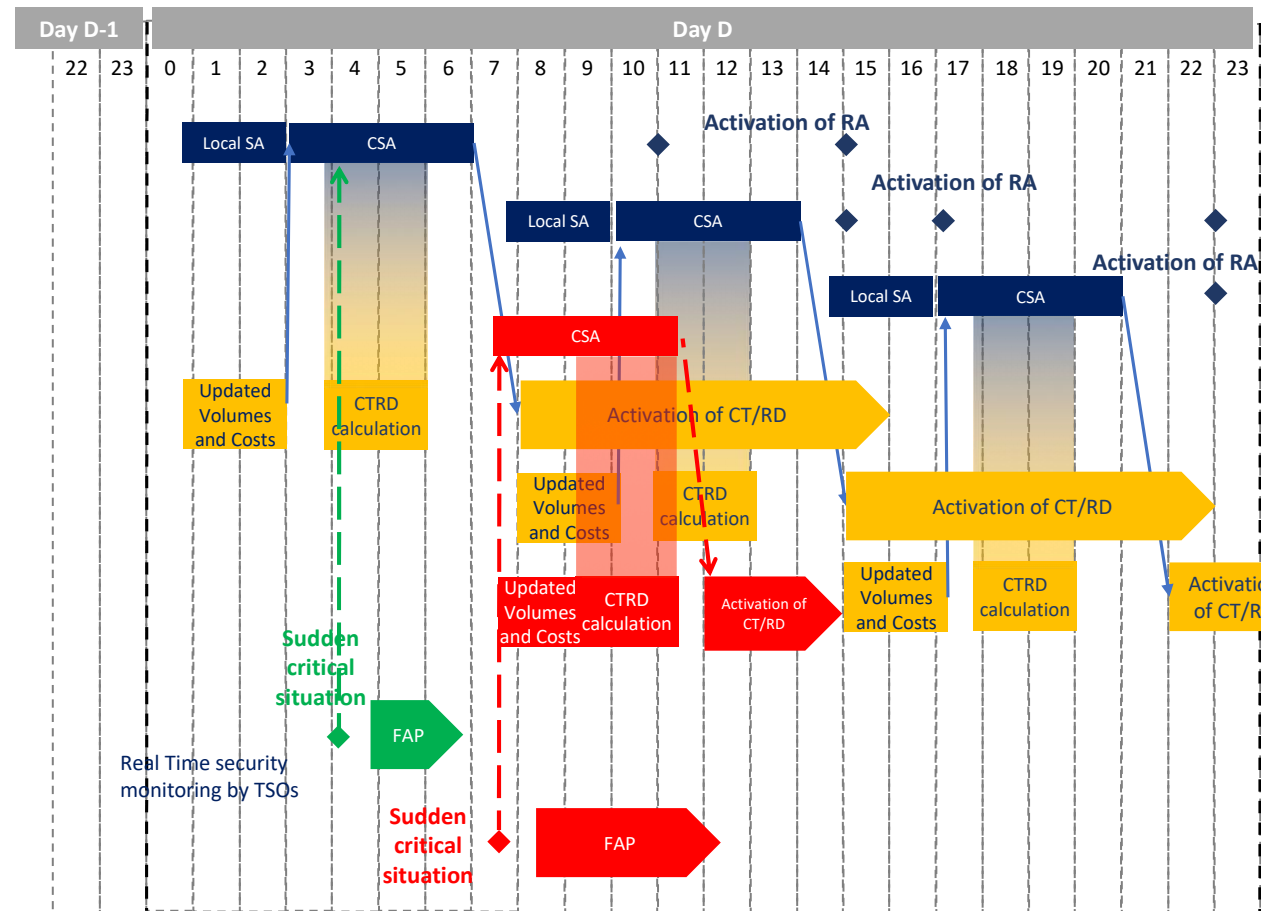 Day D-1
Day D
22 23 0 1 2 3 4 5 6 7 8 9 10 11 12 13 14 15 16 17 18 19 20 21 22 23
Activation of RA
Local SA
CSA
Activation of RA
Local SA
CSA
Activation of RA
Local SA
CSA
CSA
Updated
Volumes
and Costs
CTRD
calculation
Activation of CT/RD
Updated
Volumes
and Costs
CTRD
calculation
Activation of CT/RD
Updated
Volumes
and Costs
CTRD
calculation
Activation of
CT/RD
Updated
Volumes
and Costs
CTRD
calculation
Activatio
of CT/R
Sudden
critical
situation
FAP
Real Time security
monitoring by TSOs
Sudden
critical
situation
FAP